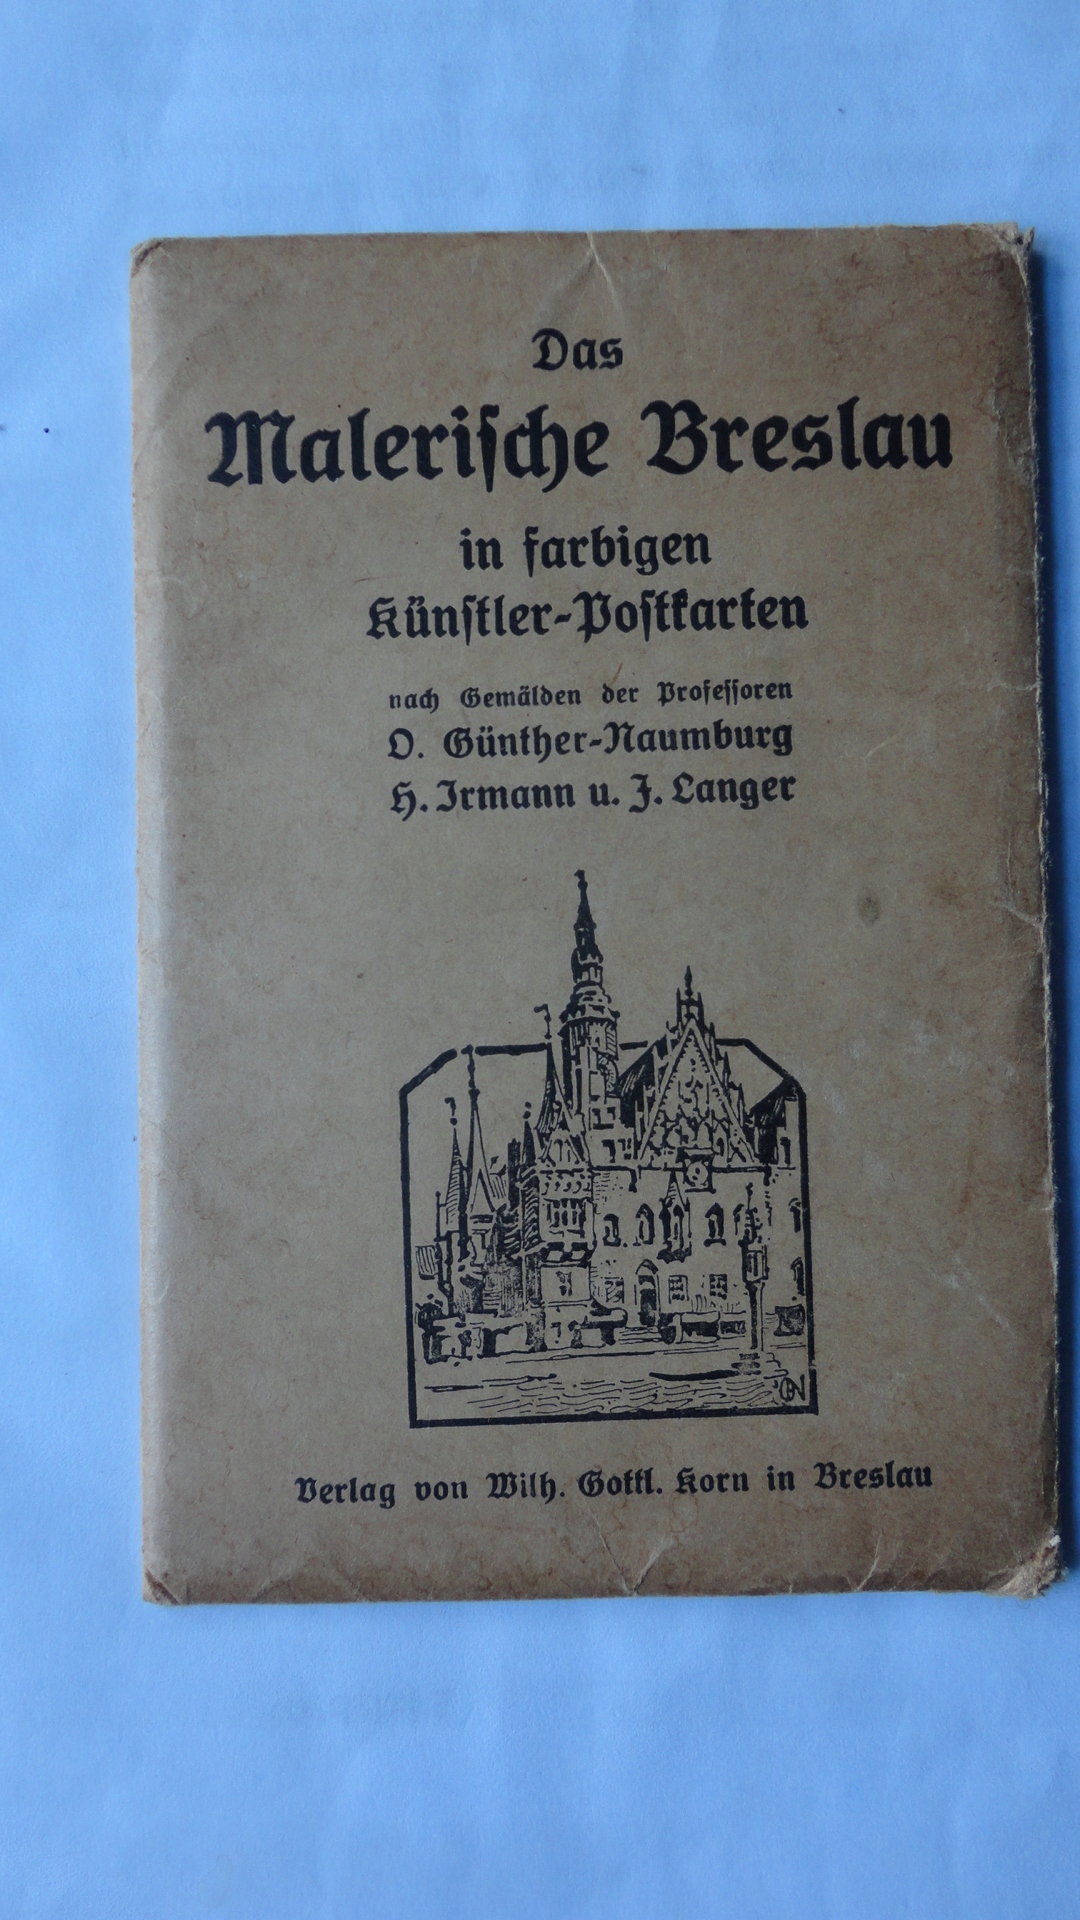 Das
Maleriſche Breslau
in farbigen
Künſtler-Poſtkarten
nach Gemälden der Profeſſoren
O. Günther-Naumburg
H. Irmann u. J. Langer
Verlag von Wilh. Gottl. Korn in Breslau